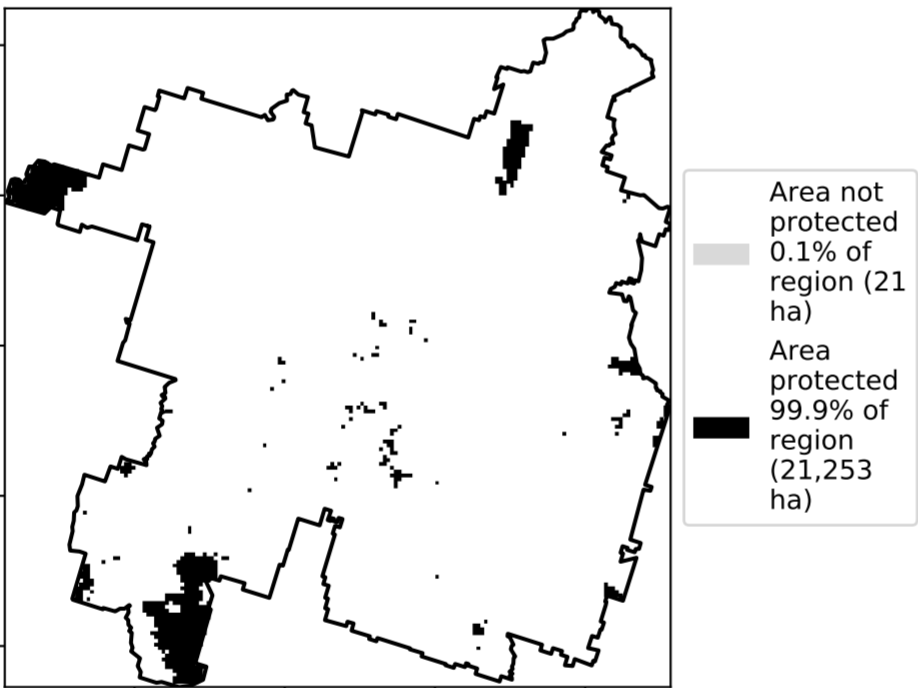 Area not
protected
0.1% of
region (21
ha)
Area
protected
99.9% of
region
(21,253
ha)